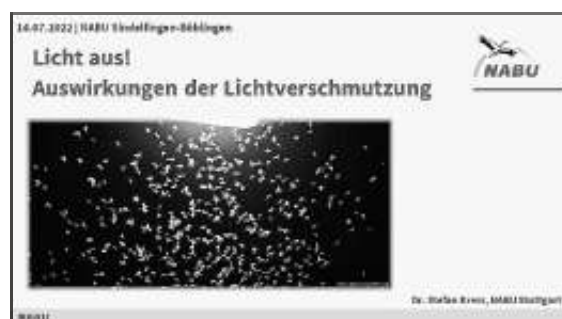 14.07.2022 | NABU Sindelfingen-Böblingen
Licht aus!
Auswirkungen der Lichtverschmutzung
NABU
Dr. Stefan Kress, NABU Stuttgart